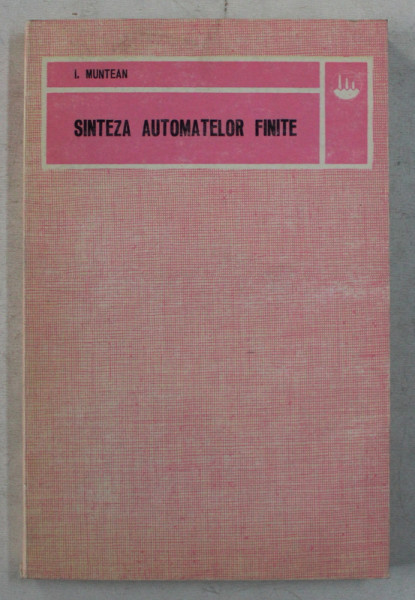 I. MUNTEAN
SINTEZA AUTOMATELOR FINITE